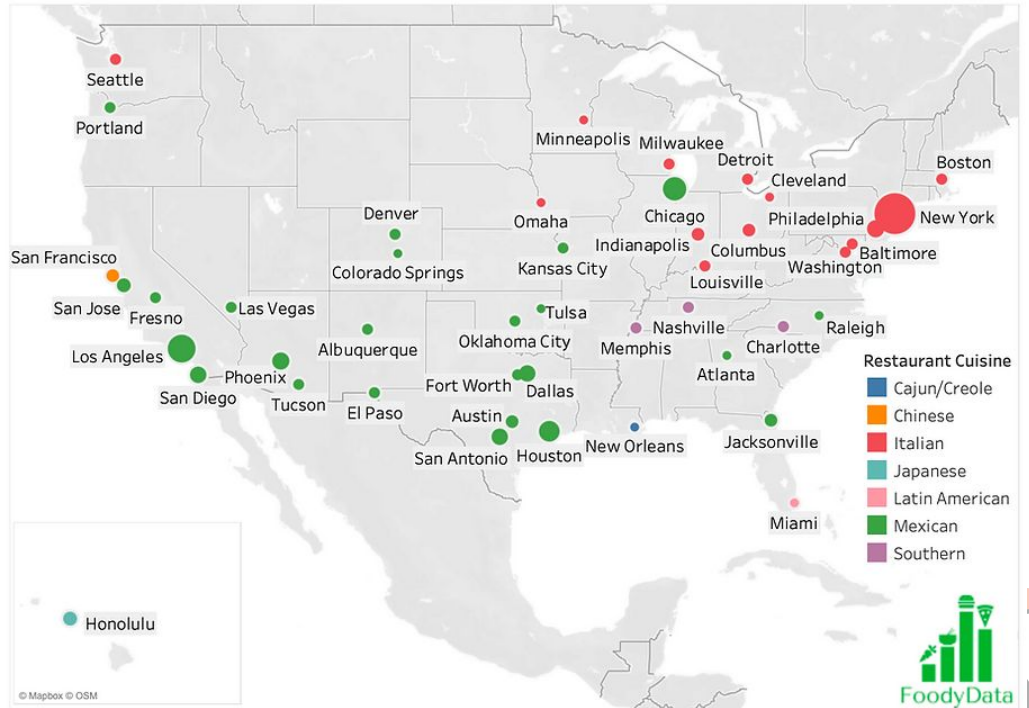 Seattle
Portland
Minneapolis
Milwaukee
Detroit
Boston
Cleveland
Omaha
Chicago
Philadelphia
New York
Denver
Indianapolis
Columbus
Baltimore
San Francisco
Colorado Springs
Kansas City
Washington
Louisville
San Jose
Fresno
Las Vegas
Tulsa
Albuquerque
Oklahoma City
Nashville
Raleigh
Memphis
Charlotte
Los Angeles
Phoenix
Atlanta
San Diego
Tucson
Fort Worth
Dallas
El Paso
Austin
New Orleans
Jacksonville
San Antonio
Houston
Miami
Restaurant Cuisine
Cajun/Creole
Chinese
Italian
Japanese
Latin American
Mexican
Southern
Honolulu
© Mapbox © OSM
FoodyData